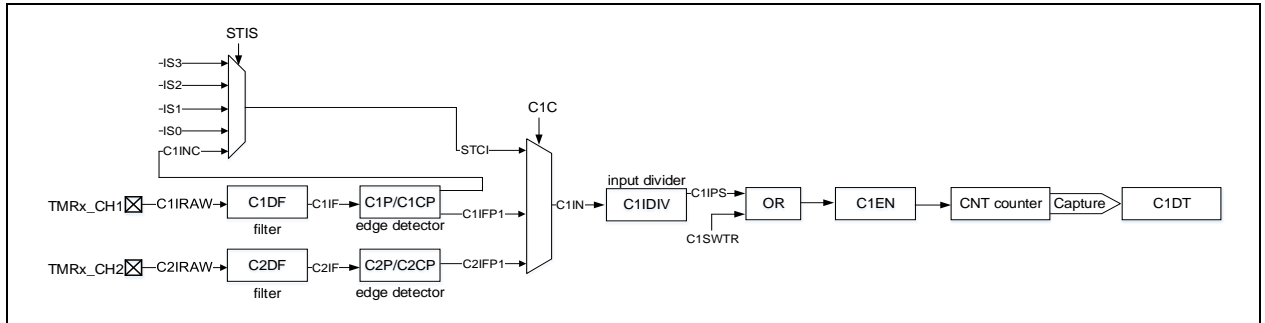 STIS
IS3
IS2
IS1
IS0
C1INC
C1C
STCI
TMRx_CH1
C1IRAW
C1DF
filter
C1IF
C1P/C1CP
edge detector
C1IFP1
C1IN
input divider
C1IDIV
C1IPS
C1SWTR
OR
C1EN
CNT counter
Capture
C1DT
TMRx_CH2
C2IRAW
C2DF
filter
C2IF
C2P/C2CP
edge detector
C2IFP1